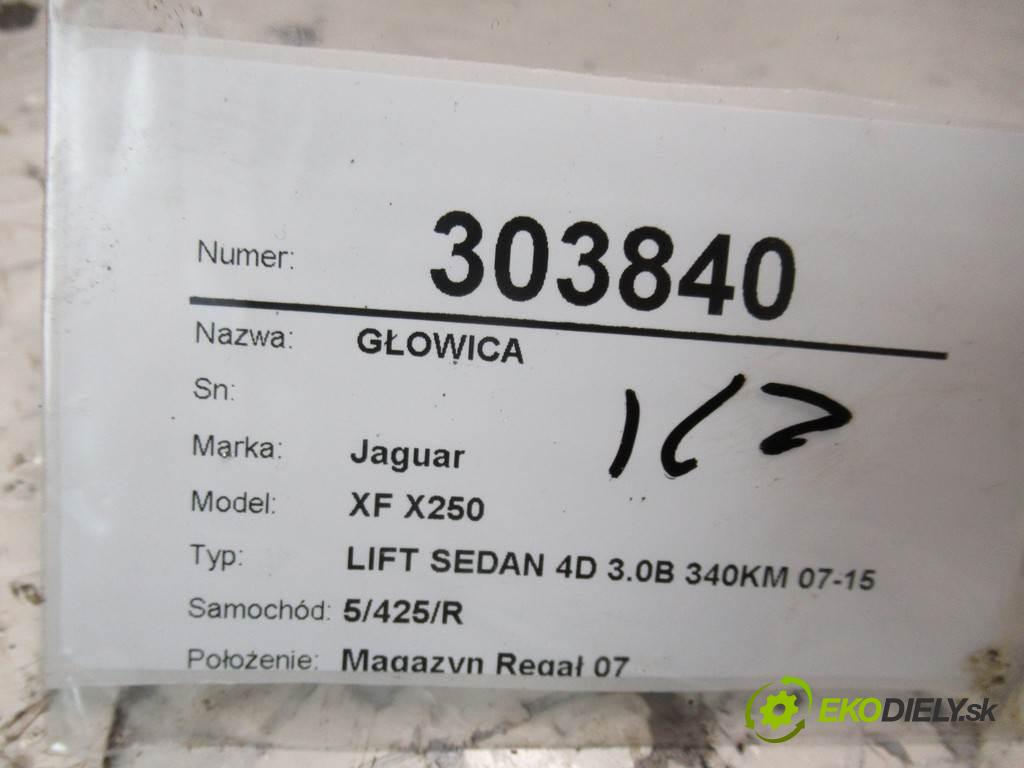 Numer: 303840
Nazwa: GŁOWICA
Sn:
Marka: Jaguar
Model: XF X250
Typ: LIFT SEDAN 4D 3.0B 340KM 07-15
Samochód: 5/425/R
Położenie: Magazyn Regał 07
EKODIELY.sk